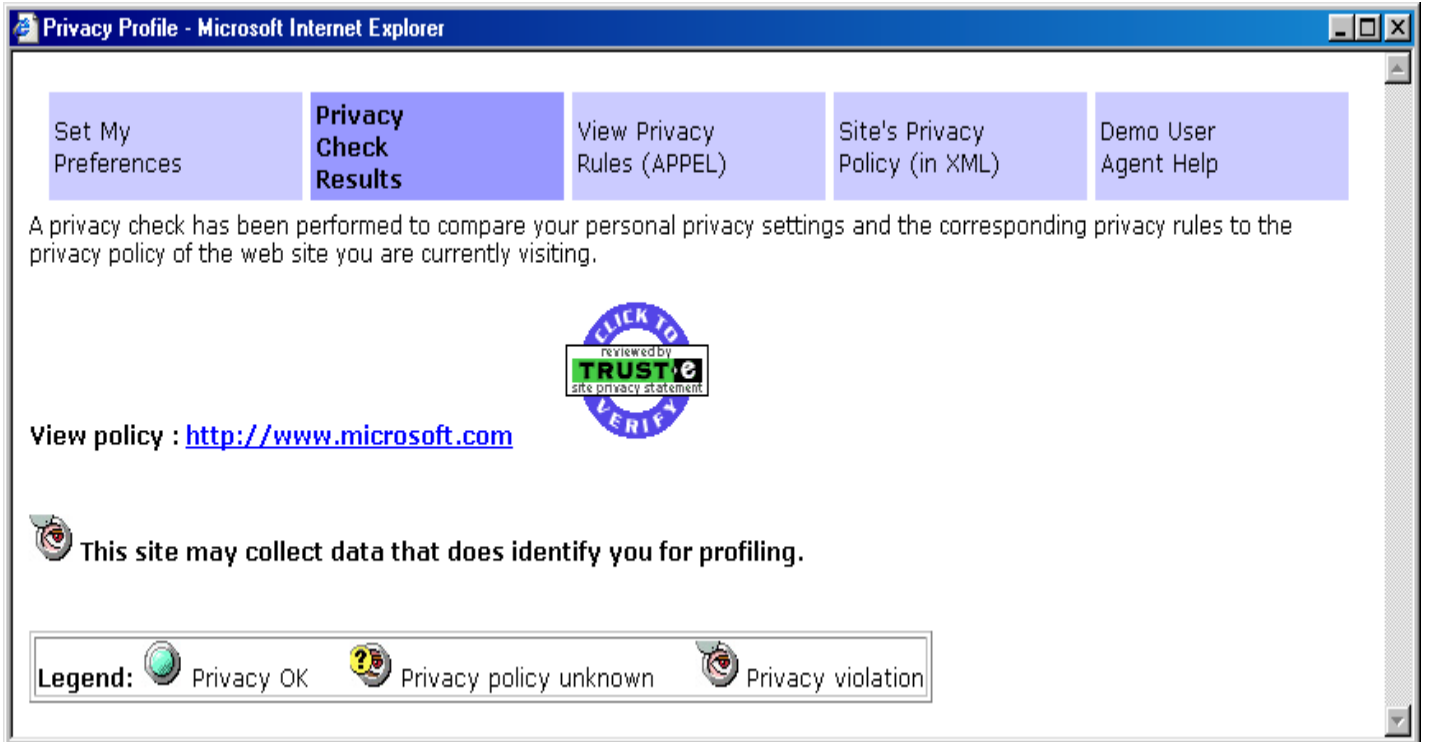 Privacy Profile - Microsoft Internet Explorer
Set My
Preferences
Privacy
Check
Results
View Privacy
Rules (APPEL)
Site's Privacy
Policy (in XML)
Demo User
Agent Help
A privacy check has been performed to compare your personal privacy settings and the corresponding privacy rules to the
privacy policy of the web site you are currently visiting.
CLICK TO
reviewed by
TRUST·e
site privacy statement
VERIFY
View policy : http://www.microsoft.com
This site may collect data that does identify you for profiling.
Legend: Privacy OK ? Privacy policy unknown Privacy violation